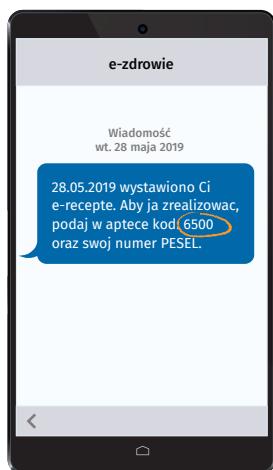 e-zdrowie
Wiadomość
wt. 28 maja 2019
28.05.2019 wystawiono Ci
e-recepte. Aby ja zrealizowac,
podaj w aptece kod: 6500
oraz swoj numer PESEL.